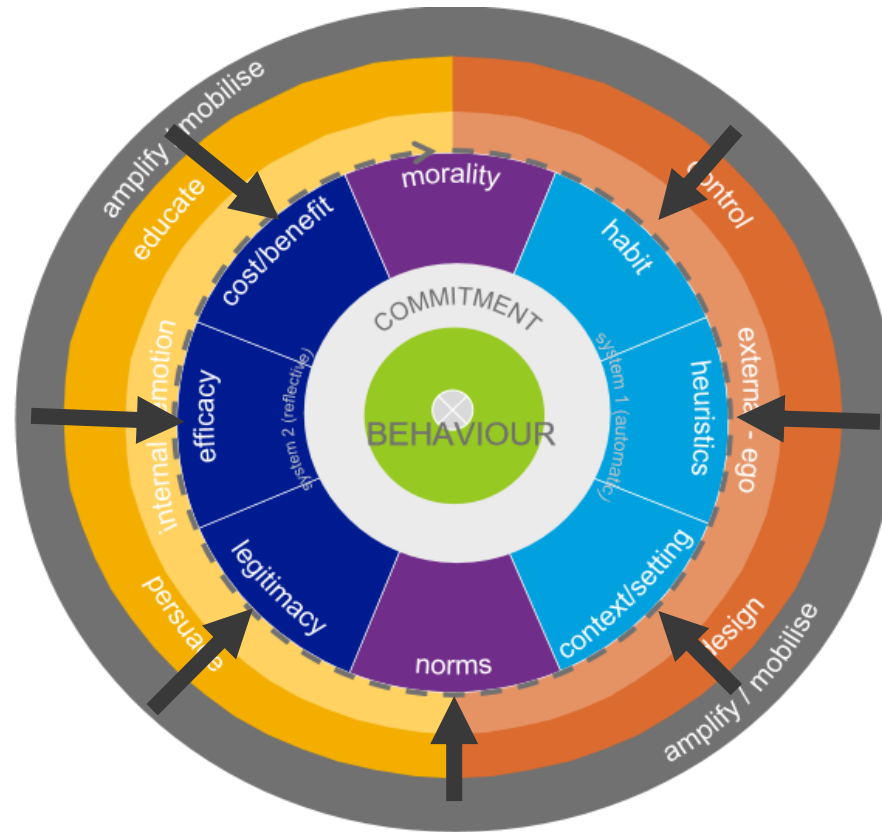 amplify / mobilise
educate
control
internal - emotion
external - ego
persuade
design
amplify / mobilise
morality
habit
heuristics
context/setting
norms
legitimacy
efficacy
cost/benefit
system 2 (reflective)
system 1 (automatic)
COMMITMENT
BEHAVIOUR